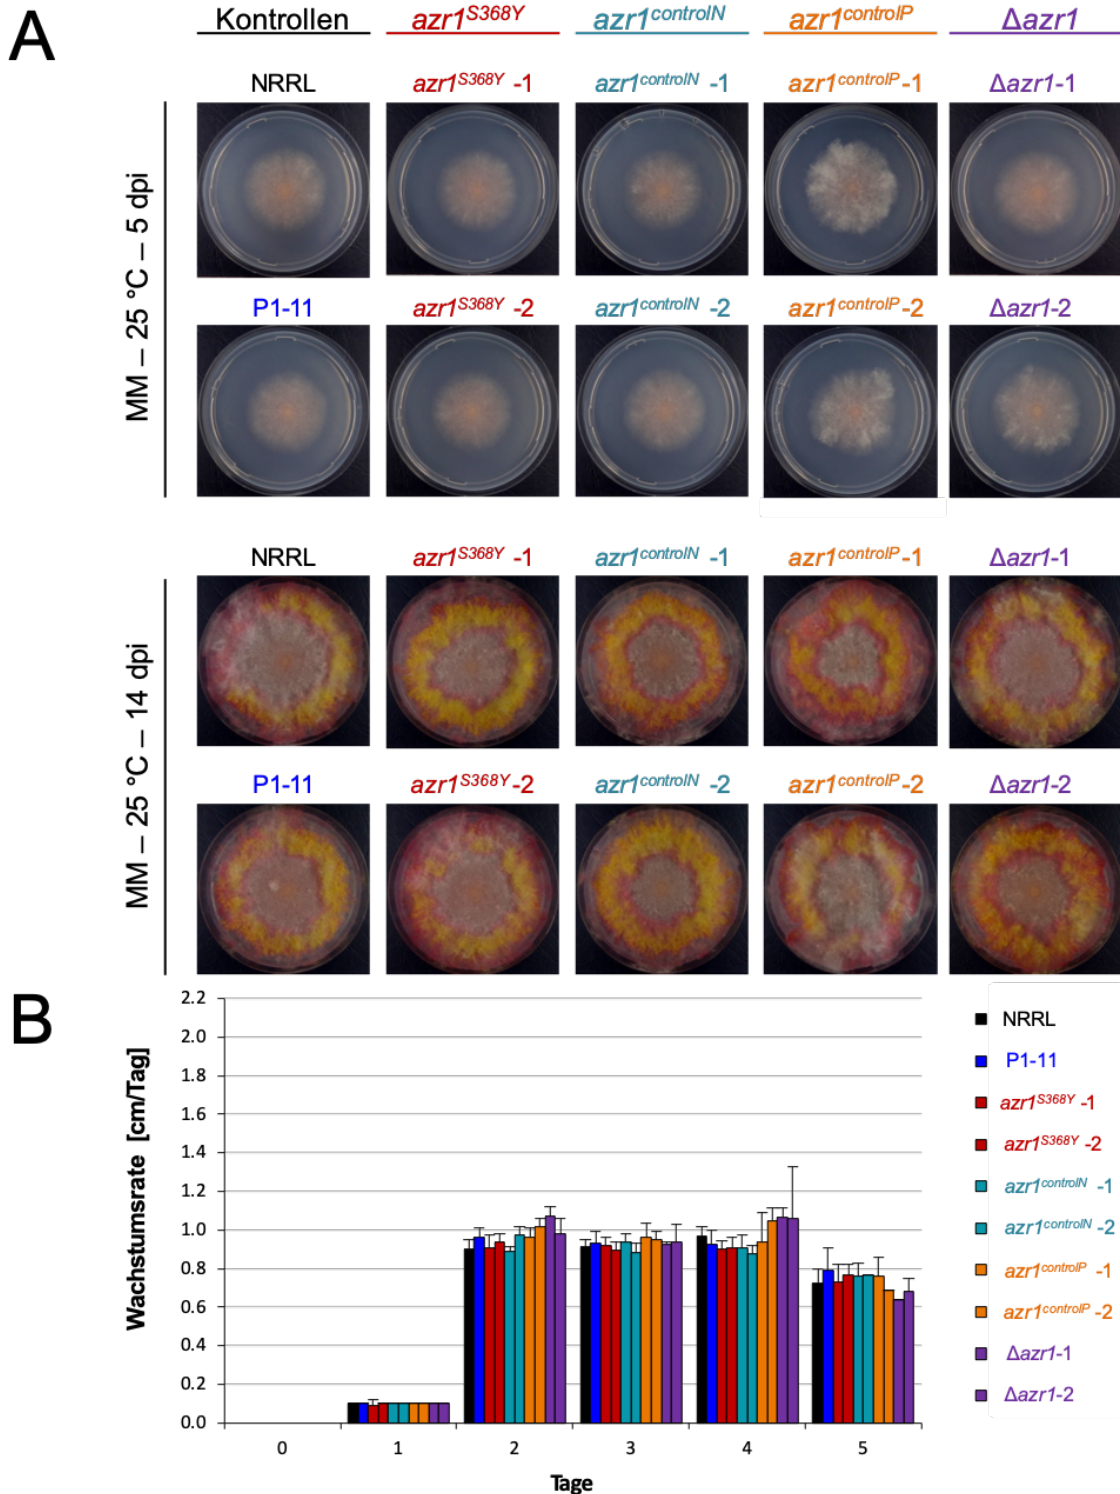 A
Kontrollen azr1S368Y azr1controlN azr1controlP Δazr1
NRRL azr1S368Y -1 azr1controlN -1 azr1controlP -1 Δazr1-1
MM – 25 °C – 5 dpi
P1-11 azr1S368Y -2 azr1controlN -2 azr1controlP -2 Δazr1-2
NRRL azr1S368Y -1 azr1controlN -1 azr1controlP -1 Δazr1-1
MM – 25 °C – 14 dpi
P1-11 azr1S368Y -2 azr1controlN -2 azr1controlP -2 Δazr1-2
B
Wachstumsrate [cm/Tag]
2.2
2.0
1.8
1.6
1.4
1.2
1.0
0.8
0.6
0.4
0.2
0.0
0 1 2 3 4 5
Tage
NRRL
P1-11
azr1S368Y -1
azr1S368Y -2
azr1controlN -1
azr1controlN -2
azr1controlP -1
azr1controlP -2
Δazr1-1
Δazr1-2